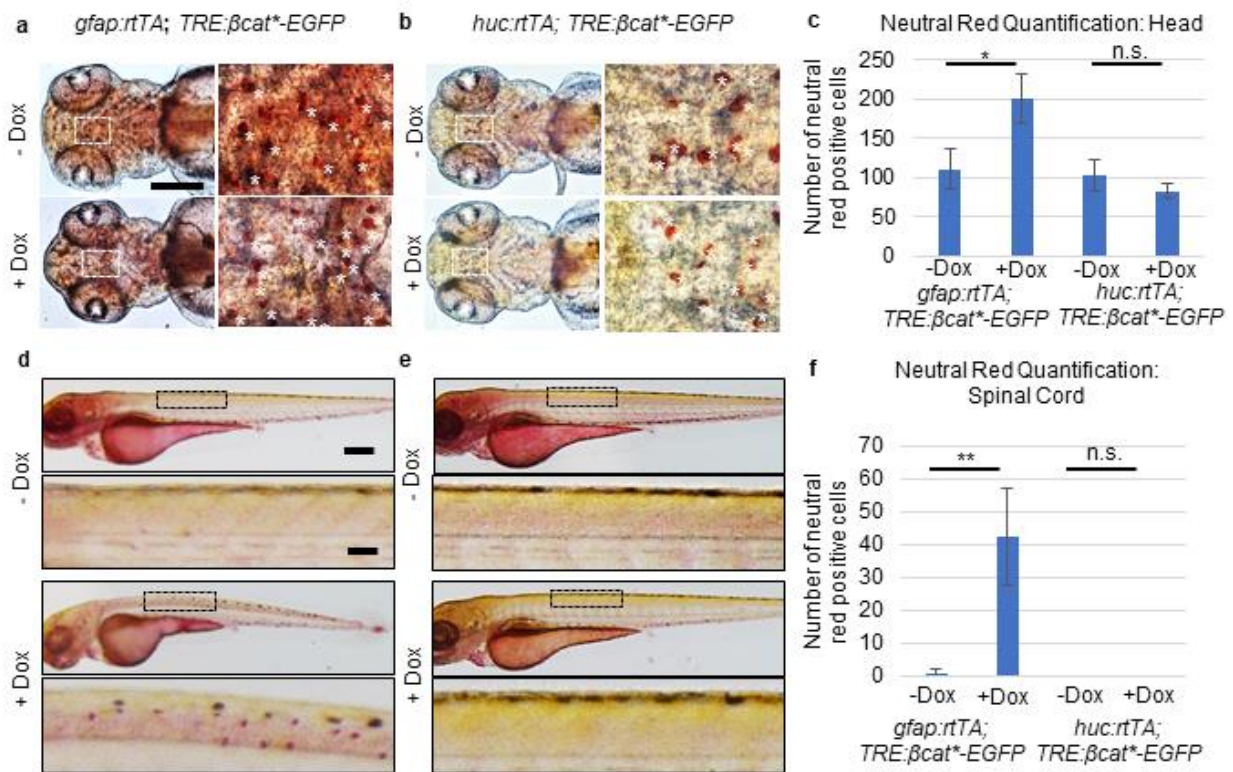 a
gfap:rtTA; TRE:βcat*-EGFP
b
huc:rtTA; TRE:βcat*-EGFP
- Dox
+ Dox
- Dox
+ Dox
c
Neutral Red Quantification: Head
Number of neutral
red positive cells
250
200
150
100
50
0
*
n.s.
-Dox +Dox -Dox +Dox
gfap:rtTA;
TRE:βcat*-EGFP
huc:rtTA;
TRE:βcat*-EGFP
d
- Dox
+ Dox
e
- Dox
+ Dox
f
Neutral Red Quantification:
Spinal Cord
Number of neutral
red positive cells
70
60
50
40
30
20
10
0
**
n.s.
-Dox +Dox -Dox +Dox
gfap:rtTA;
TRE:βcat*-EGFP
huc:rtTA;
TRE:βcat*-EGFP